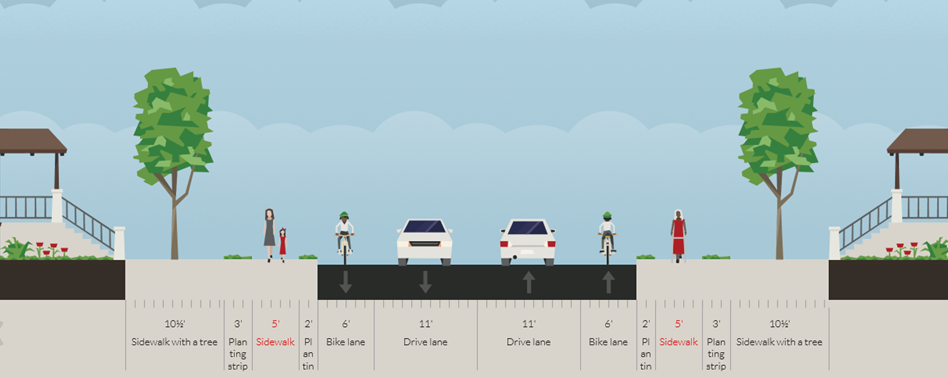 10½'
Sidewalk with a tree
3'
Plan
ting
strip
5'
Sidewalk
2'
Pl
an
tin
6'
Bike lane
11'
Drive lane
11'
Drive lane
6'
Bike lane
2'
Pl
an
tin
5'
Sidewalk
3'
Plan
ting
strip
10½'
Sidewalk with a tree